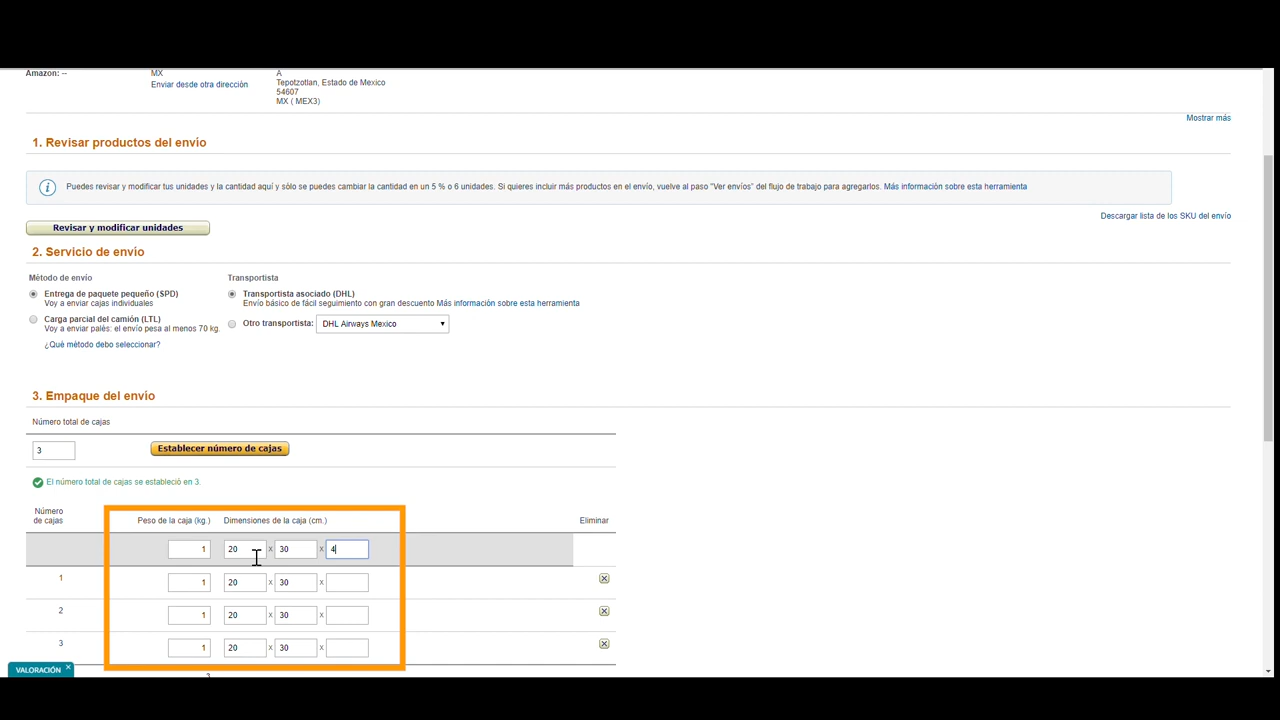 Amazon: --
MX
Enviar desde otra dirección
A
Tepotzotlan, Estado de Mexico
54607
MX ( MEX3)
Mostrar más
1. Revisar productos del envío
i
Puedes revisar y modificar tus unidades y la cantidad aquí y sólo se puedes cambiar la cantidad en un 5 % o 6 unidades. Si quieres incluir más productos en el envío, vuelve al paso "Ver envíos" del flujo de trabajo para agregarlos. Más información sobre esta herramienta
Descargar lista de los SKU del envío
Revisar y modificar unidades
2. Servicio de envío
Método de envío
Transportista
Entrega de paquete pequeño (SPD)
Voy a enviar cajas individuales
Transportista asociado (DHL)
Envío básico de fácil seguimiento con gran descuento Más información sobre esta herramienta
Carga parcial del camión (LTL)
Voy a enviar palés: el envío pesa al menos 70 kg.
Otro transportista: DHL Airways Mexico
¿Qué método debo seleccionar?
3. Empaque del envío
Número total de cajas
3 Establecer número de cajas
El número total de cajas se estableció en 3.
Número
de cajas
Peso de la caja (kg.) Dimensiones de la caja (cm.) Eliminar
1 20 x 30 x 4
1 1 20 x 30 x
2 1 20 x 30 x
3 1 20 x 30 x
VALORACIÓN ×
3